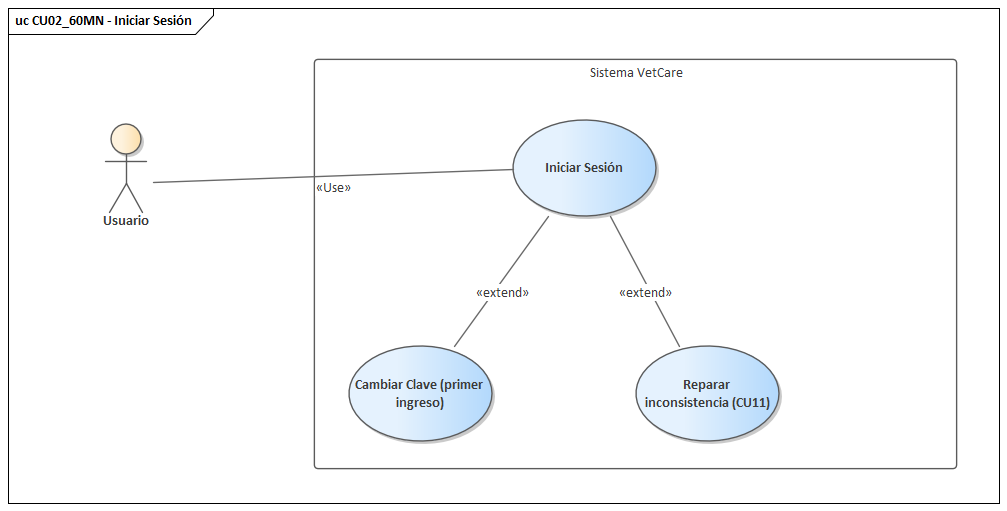 uc CU02_60MN - Iniciar Sesión
Sistema VetCare
Iniciar Sesión
«Use»
Usuario
«extend»
«extend»
Cambiar Clave (primer
ingreso)
Reparar
inconsistencia (CU11)